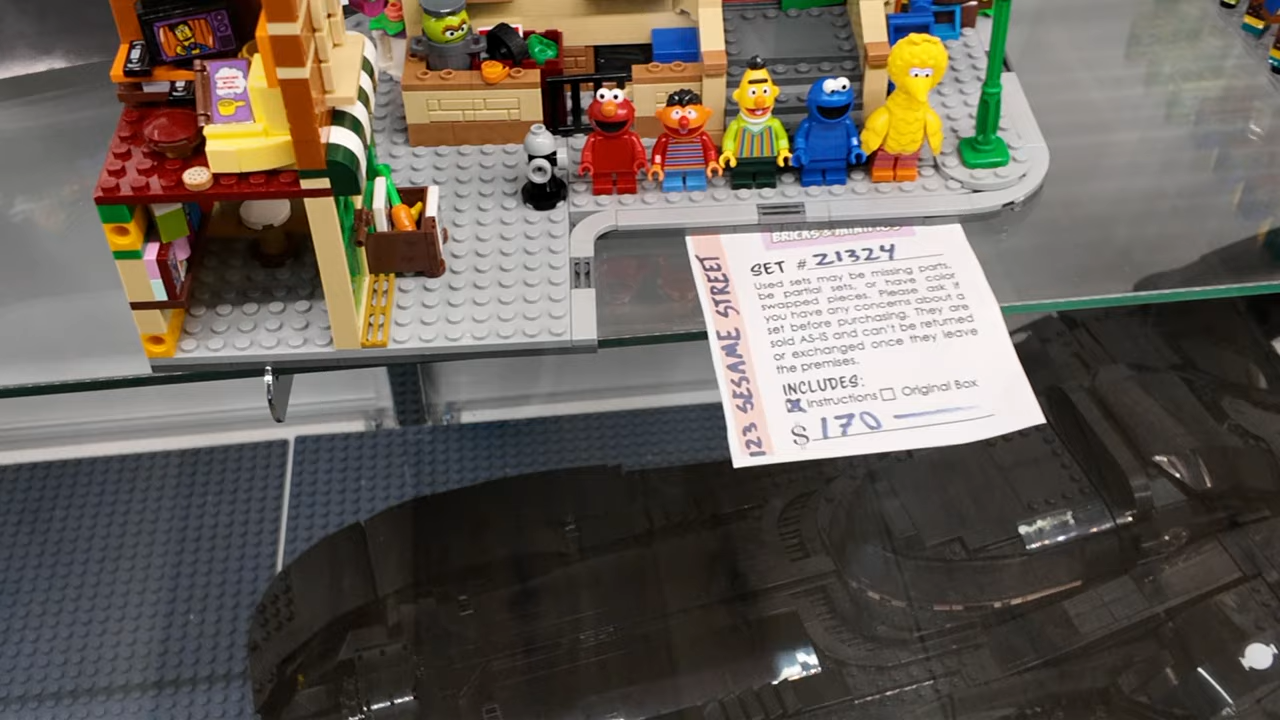 BRICKS & MINIFIGS
123 SESAME STREET
SET # 21324
Used sets may be missing parts,
be partial sets, or have color
swapped pieces. Please ask if
you have any concerns about a
set before purchasing. They are
sold AS-IS and can't be returned
or exchanged once they leave
the premises.
INCLUDES:
Instructions Original Box
$ 170